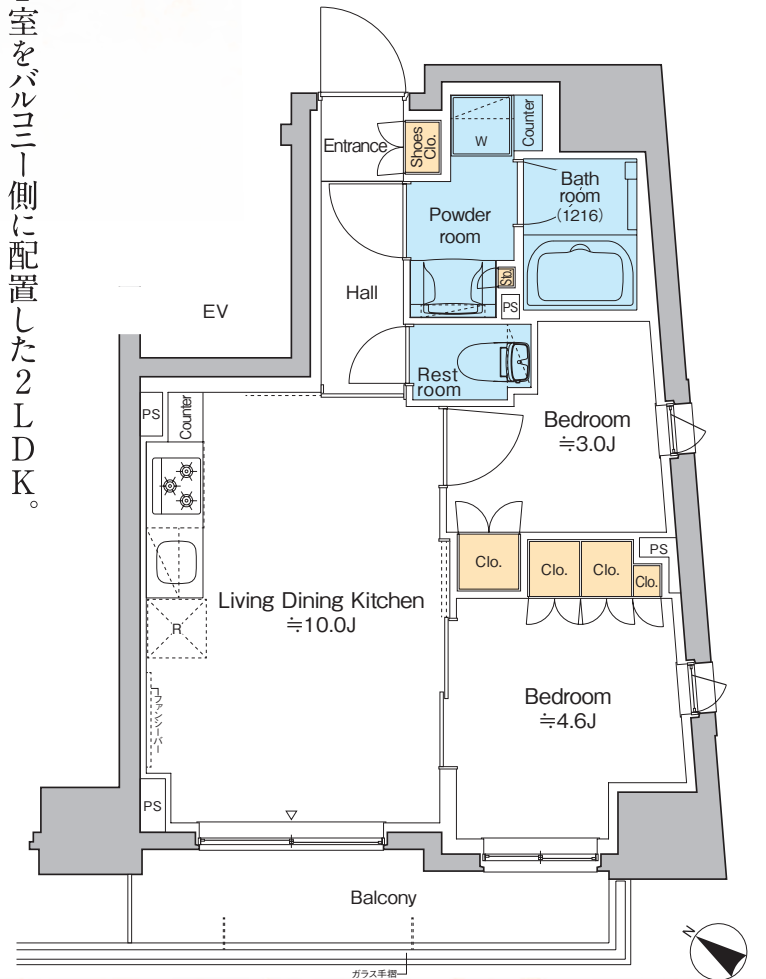 室をバルコニー側に配置した2LDK。
Entrance
Shoes
Clo.
W
Counter
Bath
room
(1216)
Powder
room
Sto.
PS
EV
Hall
Rest
room
PS
Counter
Bedroom
≒3.0J
Clo.
Clo.
Clo.
Clo.
PS
Living Dining Kitchen
≒10.0J
R
ファンシーバー
Bedroom
≒4.6J
PS
Balcony
ガラス手摺
N